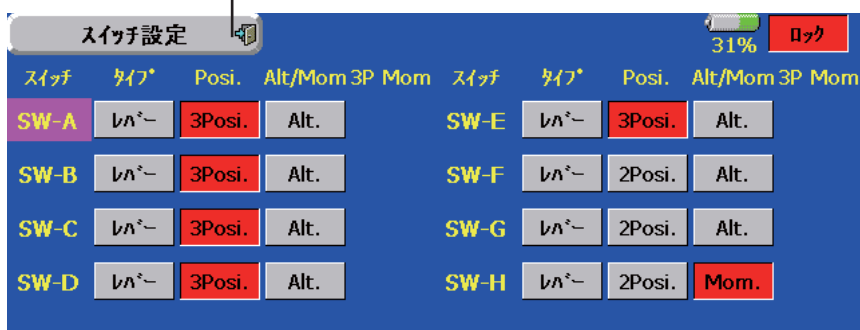 ｽｲｯﾁ設定 31% ﾛｯｸ
ｽｲｯﾁ ﾀｲﾌﾟ Posi. Alt/Mom 3P Mom ｽｲｯﾁ ﾀｲﾌﾟ Posi. Alt/Mom 3P Mom
SW-A ﾚﾊﾞｰ 3Posi. Alt. SW-E ﾚﾊﾞｰ 3Posi. Alt.
SW-B ﾚﾊﾞｰ 3Posi. Alt. SW-F ﾚﾊﾞｰ 2Posi. Alt.
SW-C ﾚﾊﾞｰ 3Posi. Alt. SW-G ﾚﾊﾞｰ 2Posi. Alt.
SW-D ﾚﾊﾞｰ 3Posi. Alt. SW-H ﾚﾊﾞｰ 2Posi. Mom.